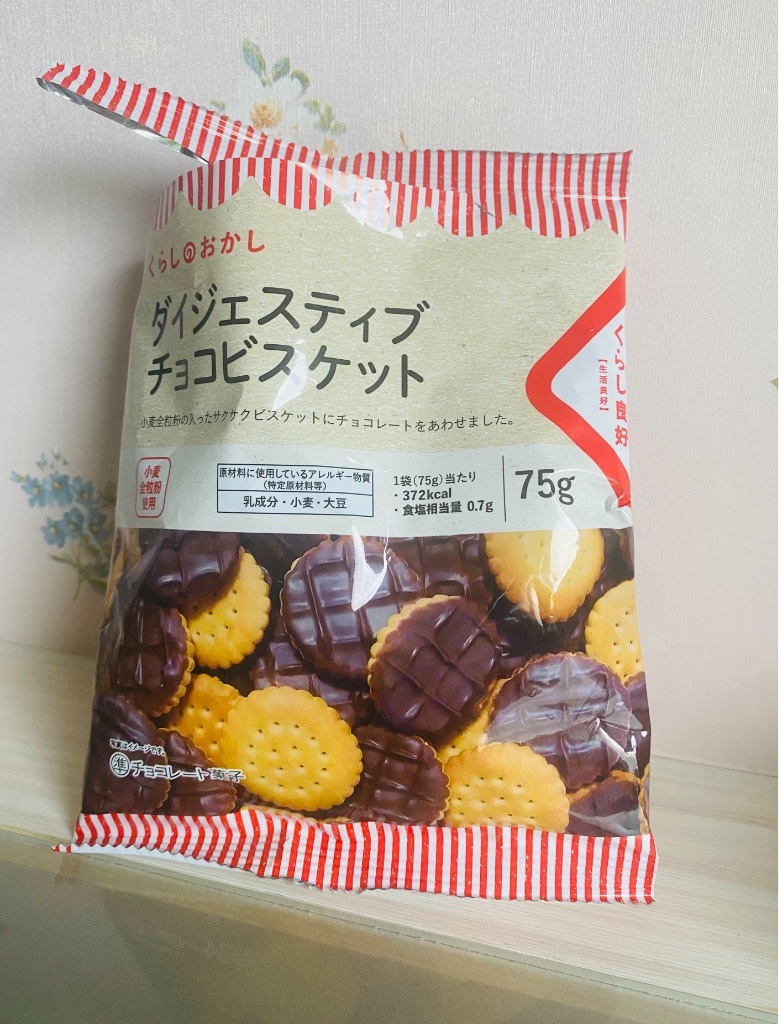 くらしのおかし
ダイジェスティブ
チョコビスケット
小麦全粒粉の入ったサクサクビスケットにチョコレートをあわせました。
くらし良好
【生活良好】
小麦
全粒粉
使用
原材料に使用しているアレルギー物質
(特定原材料等)
乳成分・小麦・大豆
1袋(75g)当たり
・372kcal
・食塩相当量 0.7g
75g
写真はイメージです。
準チョコレート菓子